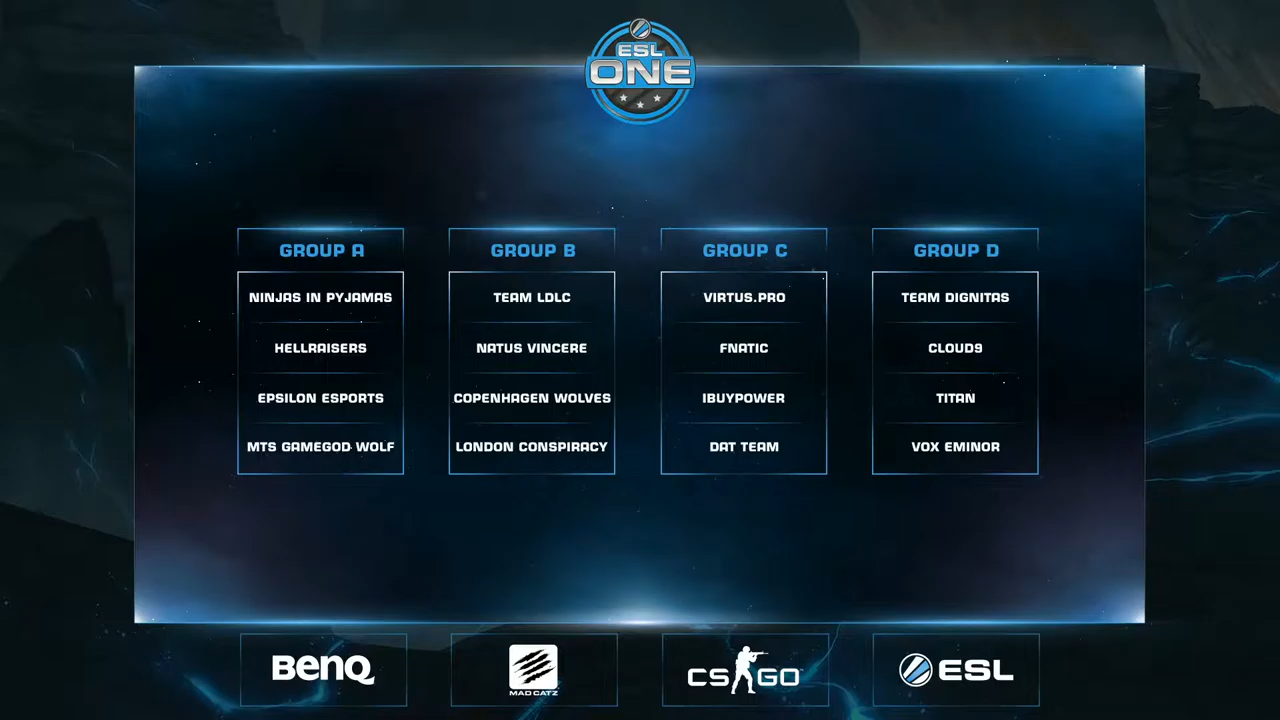 ESL
ONE
GROUP A
NINJAS IN PYJAMAS
HELLRAISERS
EPSILON ESPORTS
MTS GAMEGOD WOLF
GROUP B
TEAM LDLC
NATUS VINCERE
COPENHAGEN WOLVES
LONDON CONSPIRACY
GROUP C
VIRTUS.PRO
FNATIC
IBUYPOWER
DAT TEAM
GROUP D
TEAM DIGNITAS
CLOUD9
TITAN
VOX EMINOR
BenQ
MAD CATZ
CS GO
ESL